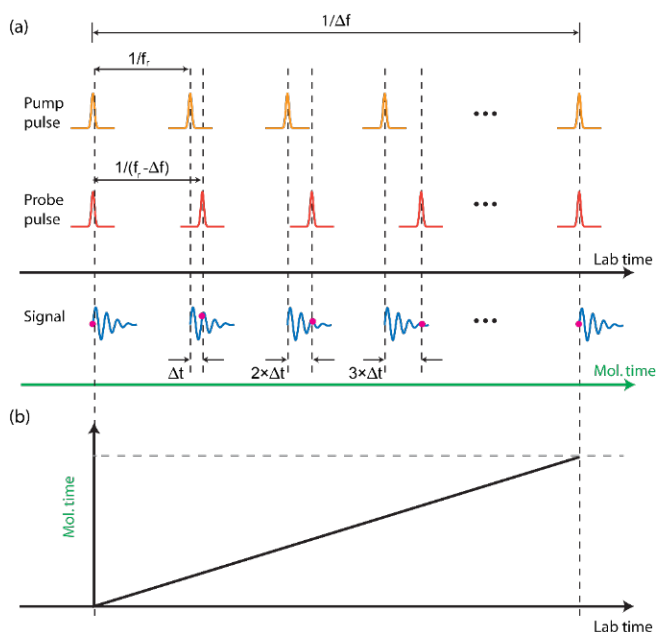 (a)
1/Δf
1/fr
Pump
pulse
•••
1/(fr -Δf)
Probe
pulse
•••
Lab time
Signal
•••
Δt
2×Δt
3×Δt
Mol. time
(b)
Mol. time
Lab time